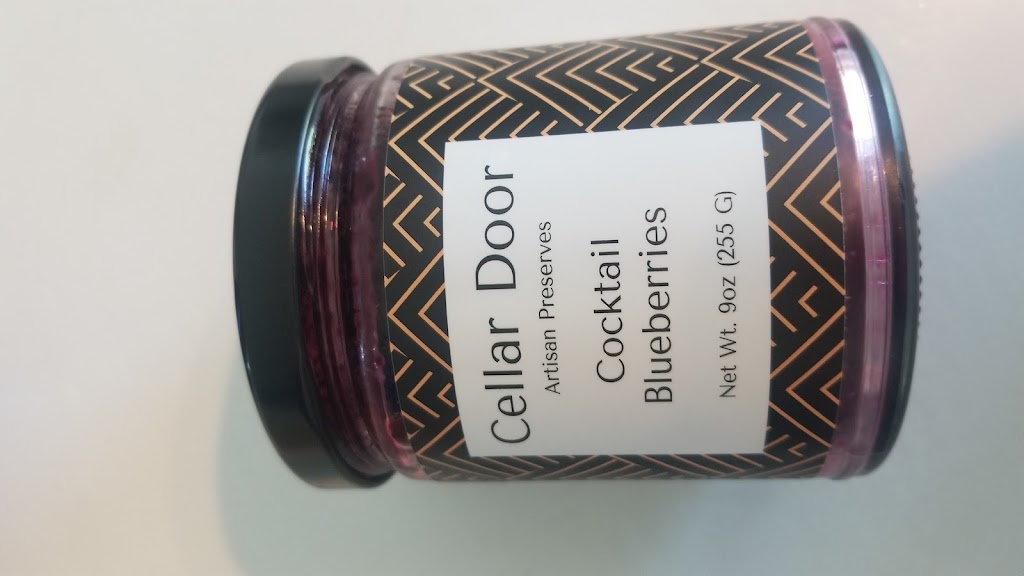 Cellar Door
Artisan Preserves
Cocktail
Blueberries
Net Wt. 9oz (255 G)